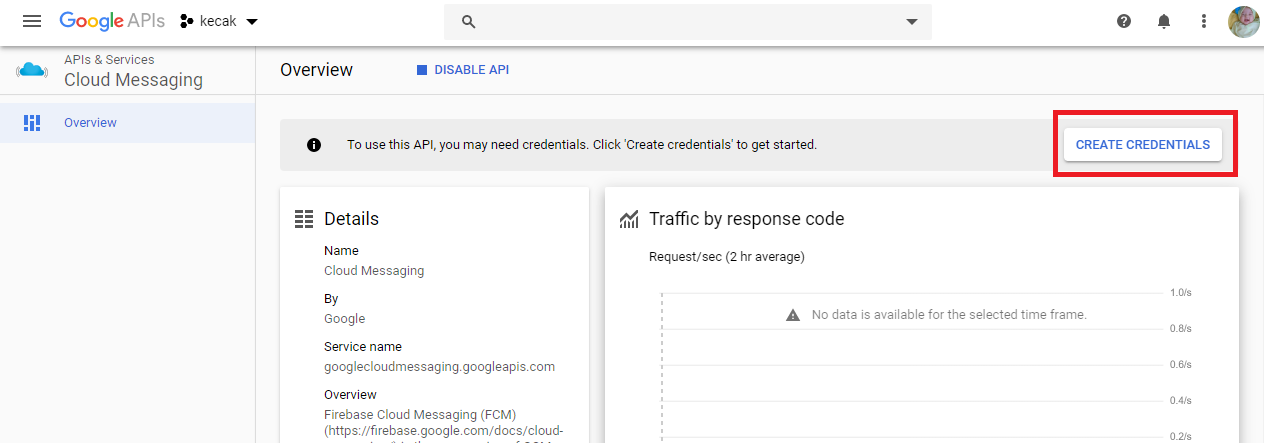 Google APIs kecak
APIs & Services
Cloud Messaging
Overview
DISABLE API
Overview
To use this API, you may need credentials. Click 'Create credentials' to get started.
CREATE CREDENTIALS
Details
Name
Cloud Messaging
By
Google
Service name
googlecloudmessaging.googleapis.com
Overview
Firebase Cloud Messaging (FCM)
(https://firebase.google.com/docs/cloud-
Traffic by response code
Request/sec (2 hr average)
No data is available for the selected time frame.
1.0/s
0.8/s
0.6/s
0.4/s
0.2/s